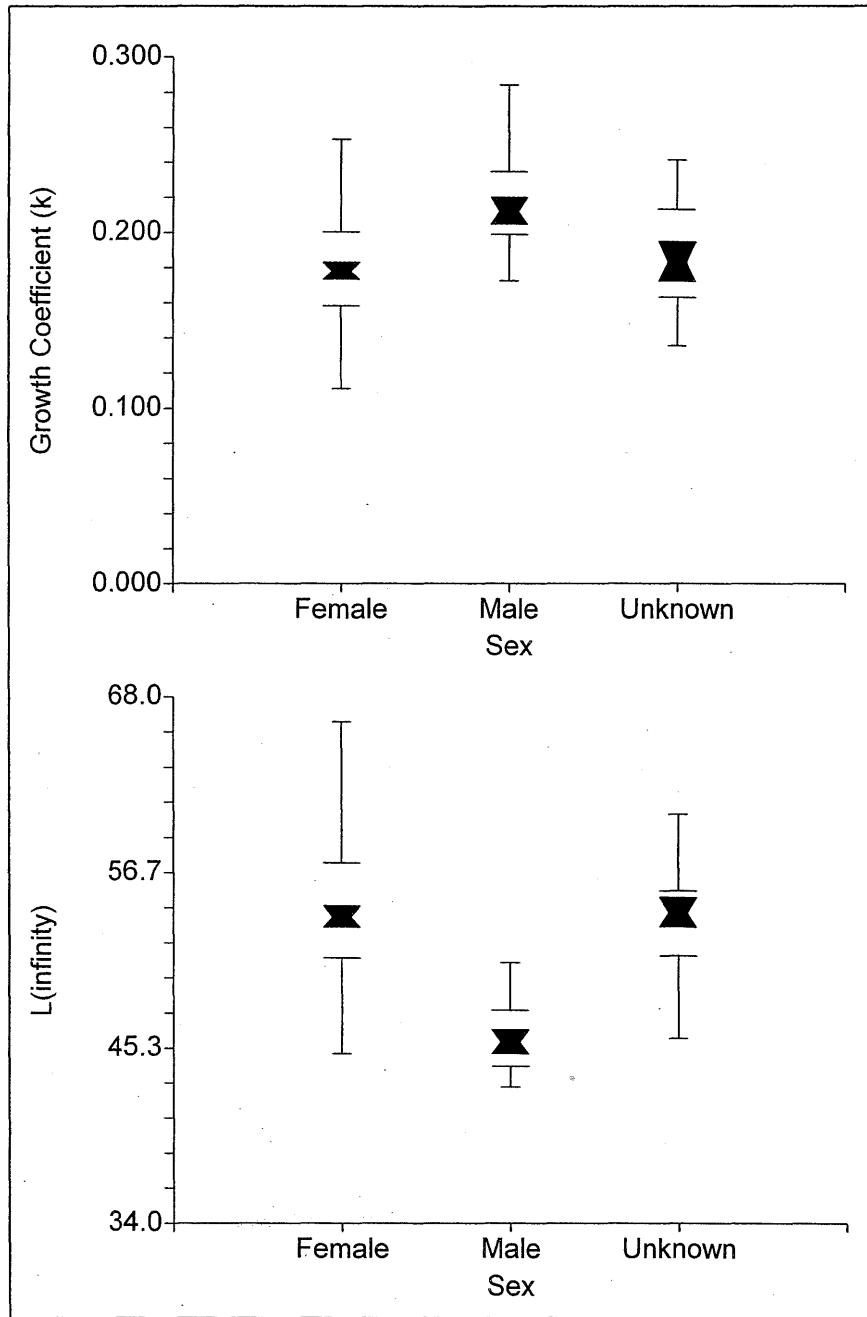 Growth Coefficient (k)
0.300
0.200
0.100
0.000
Female Male Unknown
Sex
L(infinity)
68.0
56.7
45.3
34.0
Female Male Unknown
Sex